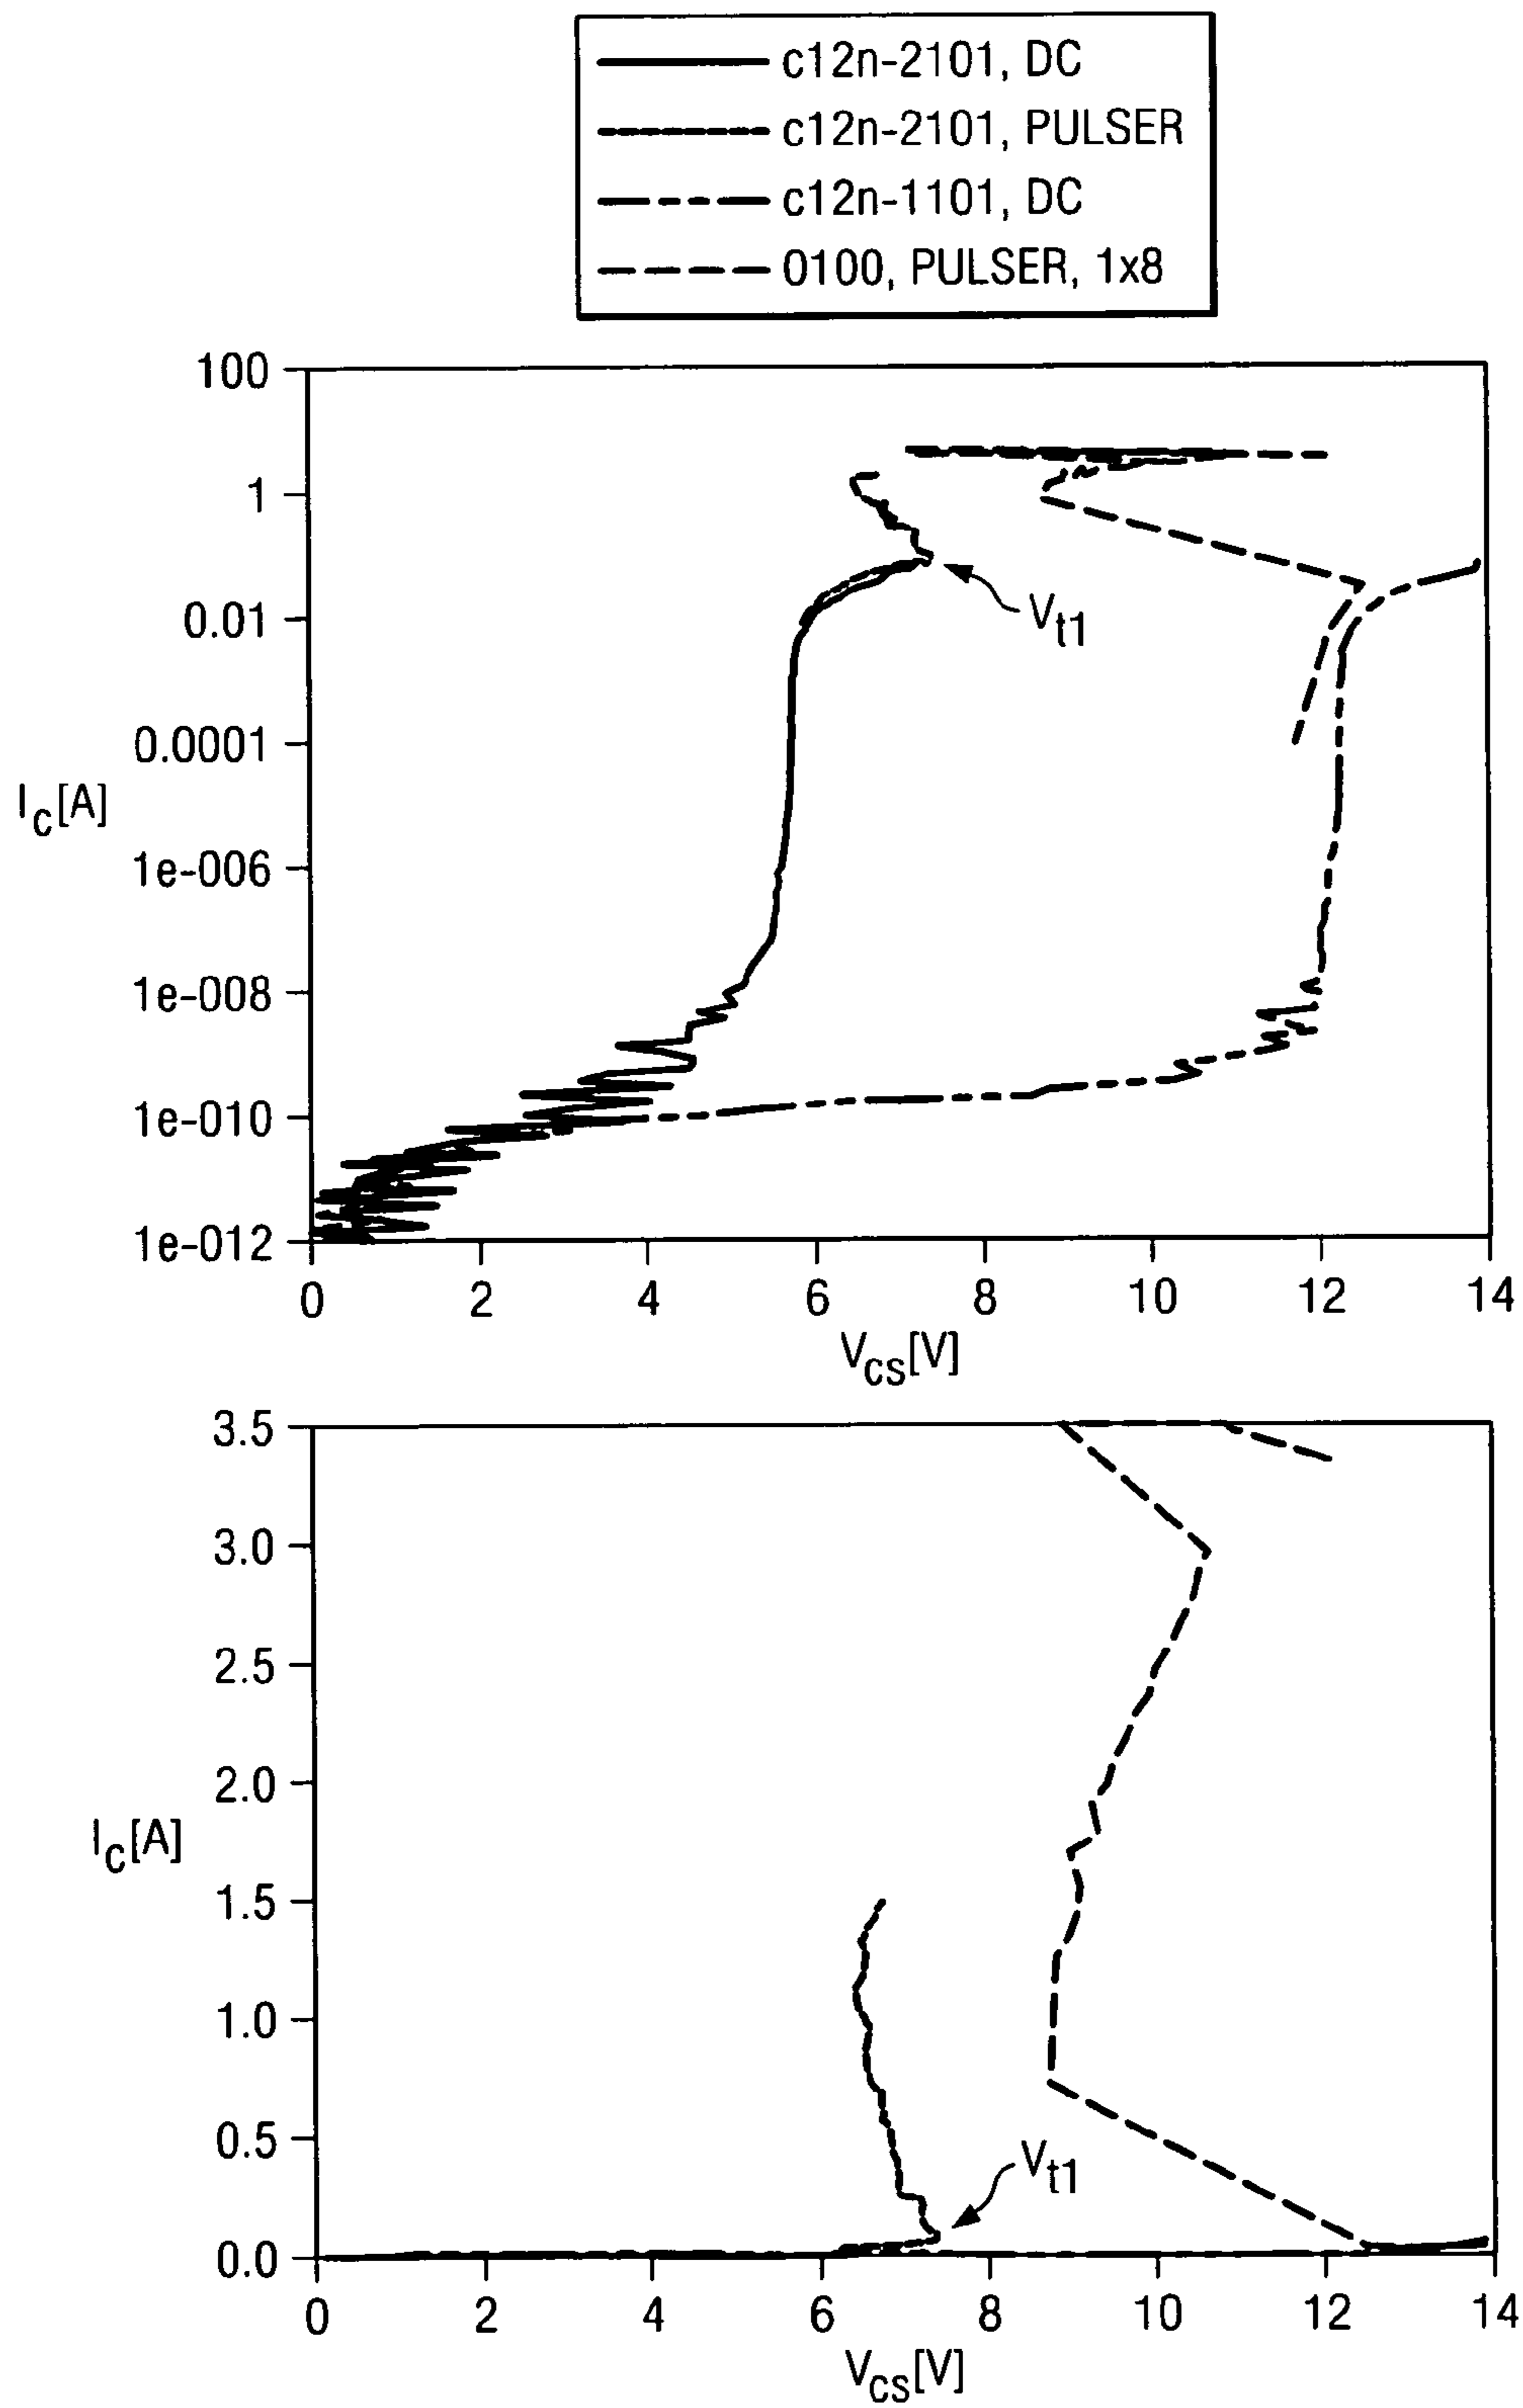 c12n-2101, DC
c12n-2101, PULSER
c12n-1101, DC
0100, PULSER, 1x8
100
1
0.01
0.0001
1e-006
1e-008
1e-010
1e-012
I_C[A]
V_t1
0 2 4 6 8 10 12 14
V_CS[V]
3.5
3.0
2.5
2.0
1.5
1.0
0.5
0.0
I_C[A]
V_t1
0 2 4 6 8 10 12 14
V_CS[V]